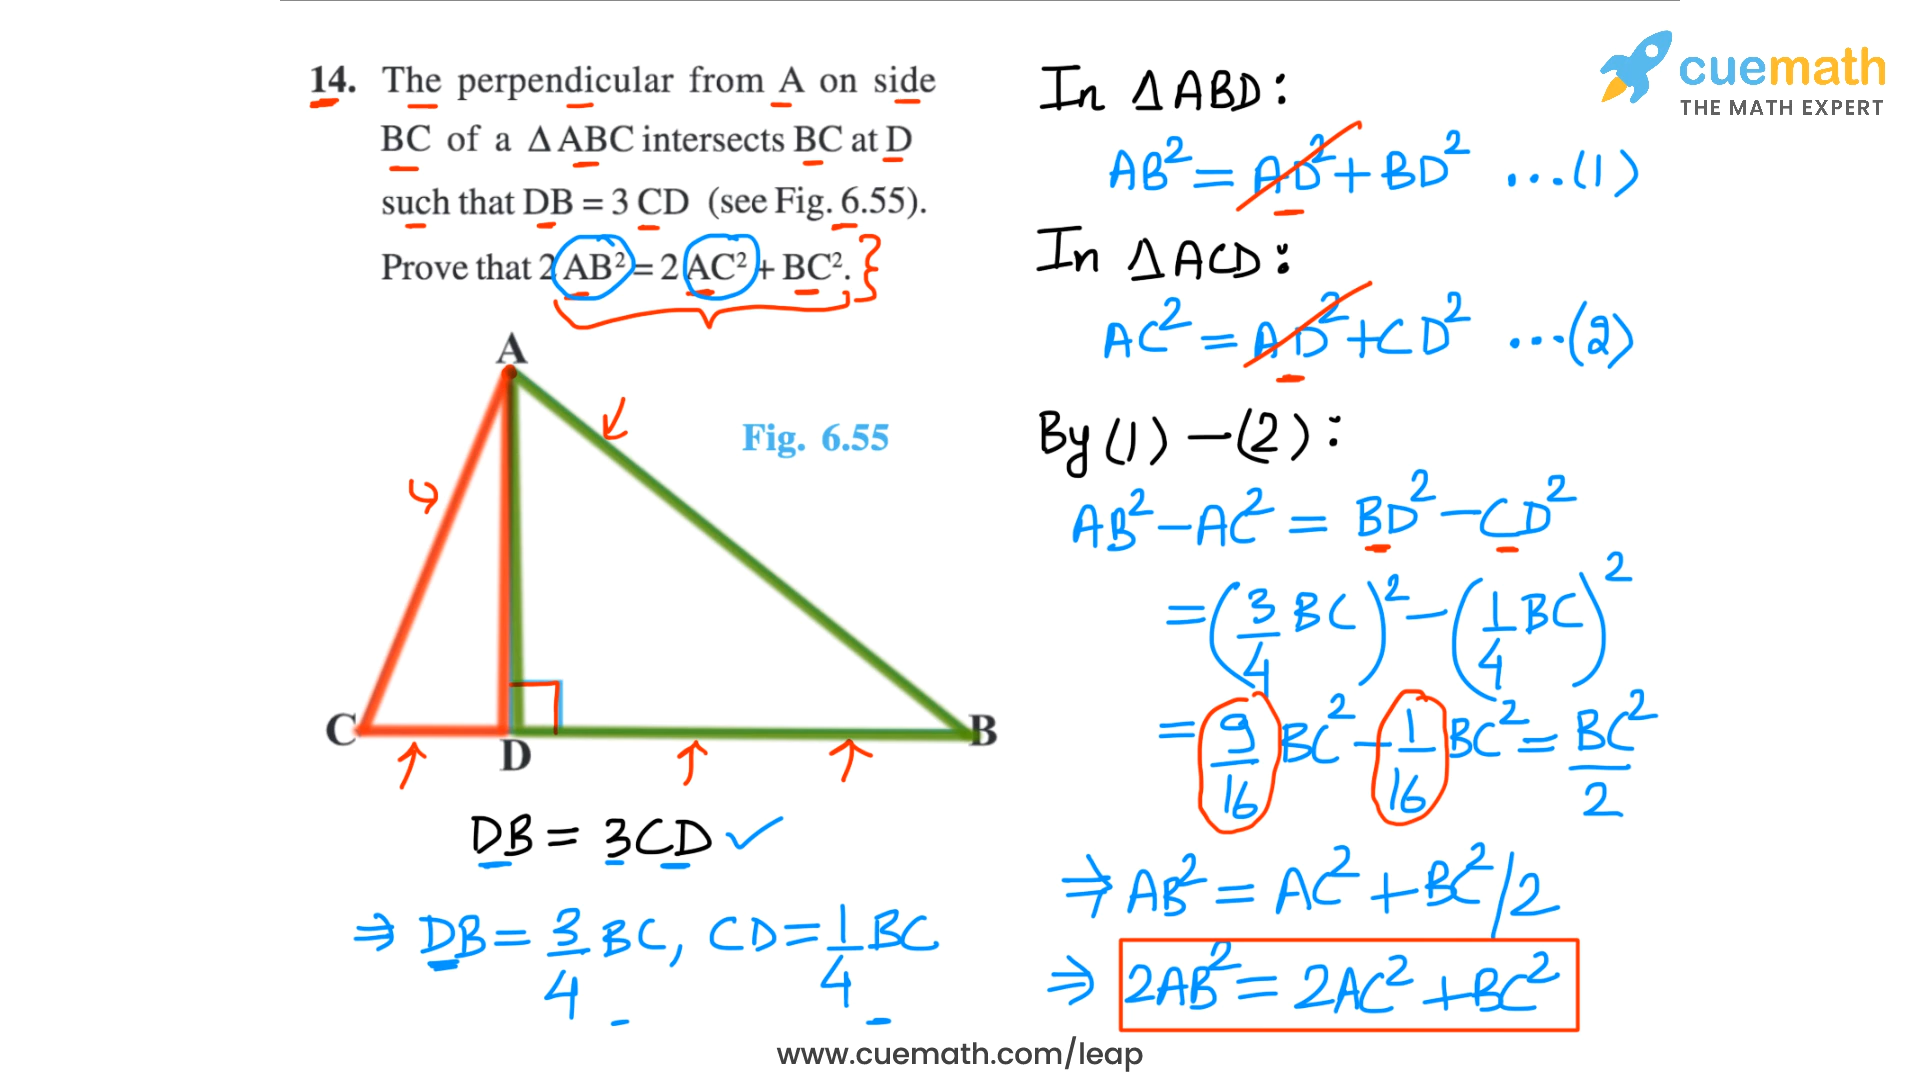 14. The perpendicular from A on side
BC of a Δ ABC intersects BC at D
such that DB = 3 CD (see Fig. 6.55).
Prove that 2 AB² = 2 AC² + BC².
A
Fig. 6.55
C
D
B
DB = 3CD ✓
⇒ DB = 3/4 BC, CD = 1/4 BC
In Δ ABD:
AB² = AD² + BD² ...(1)
In Δ ACD:
AC² = AD² + CD² ...(2)
By (1) – (2):
AB² – AC² = BD² – CD²
= (3/4 BC)² – (1/4 BC)²
= 9/16 BC² – 1/16 BC² = BC²/2
⇒ AB² = AC² + BC²/2
⇒ 2AB² = 2AC² + BC²
cuemath
THE MATH EXPERT
www.cuemath.com/leap